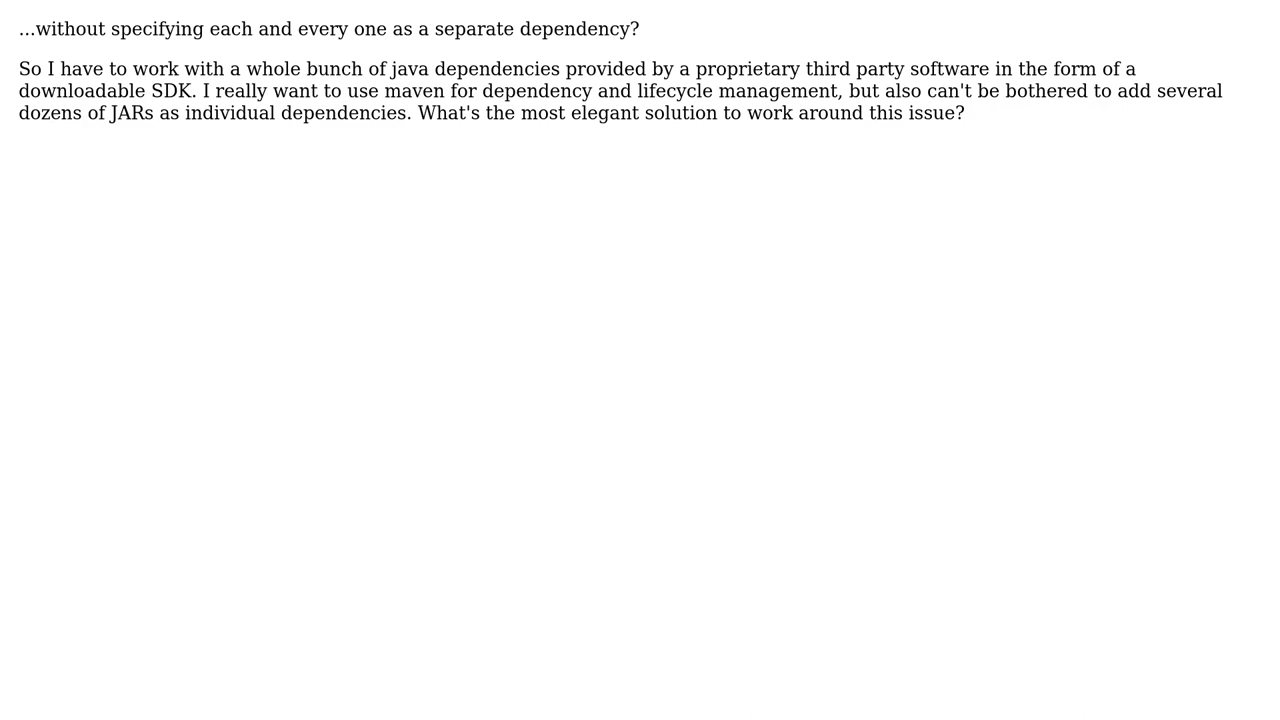 ...without specifying each and every one as a separate dependency?
So I have to work with a whole bunch of java dependencies provided by a proprietary third party software in the form of a
downloadable SDK. I really want to use maven for dependency and lifecycle management, but also can't be bothered to add several
dozens of JARs as individual dependencies. What's the most elegant solution to work around this issue?